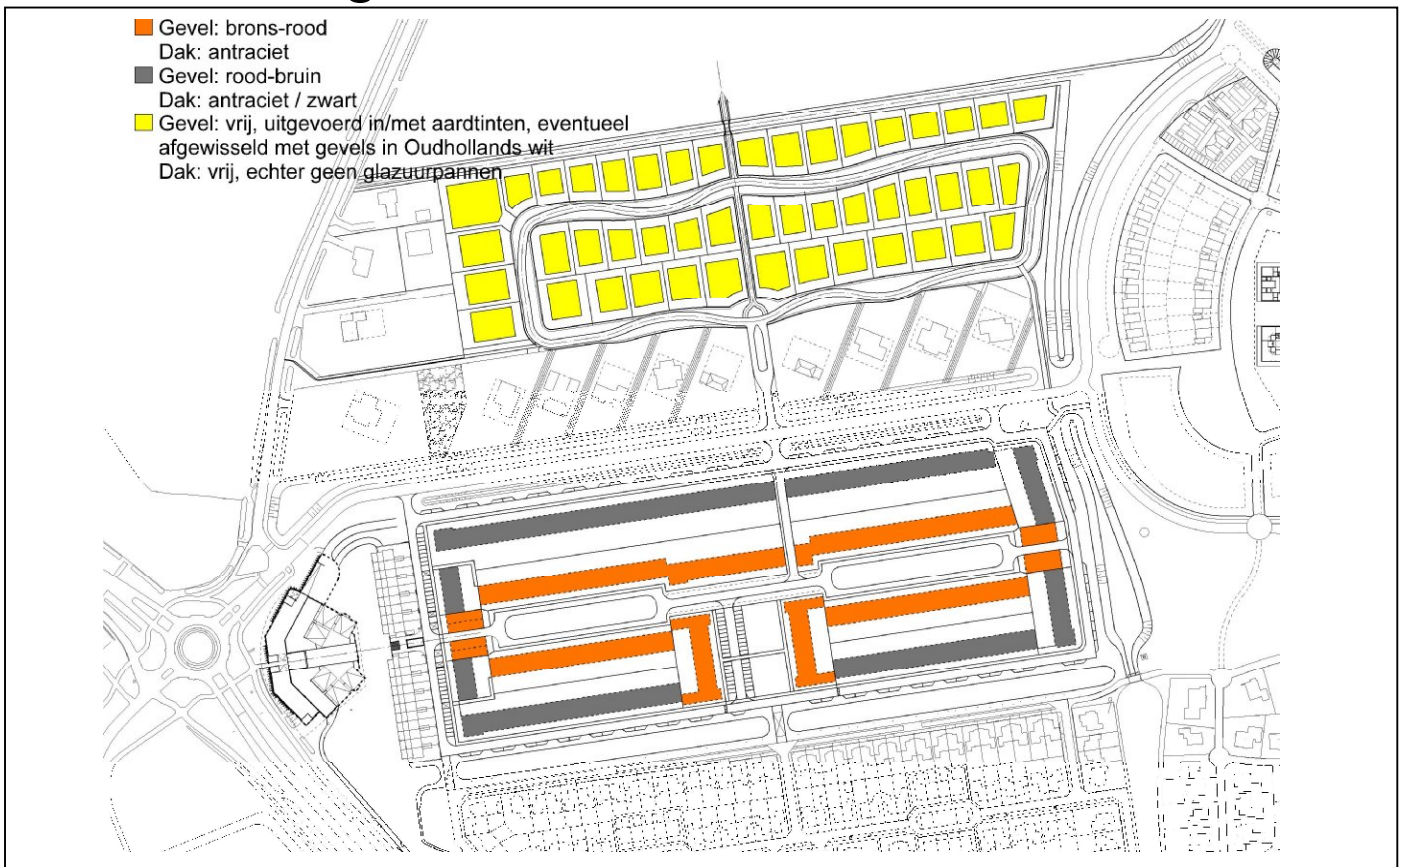 Gevel: brons-rood
Dak: antraciet
Gevel: rood-bruin
Dak: antraciet / zwart
Gevel: vrij, uitgevoerd in/met aardtinten, eventueel
afgewisseld met gevels in Oudhollands wit
Dak: vrij, echter geen glazuurpannen